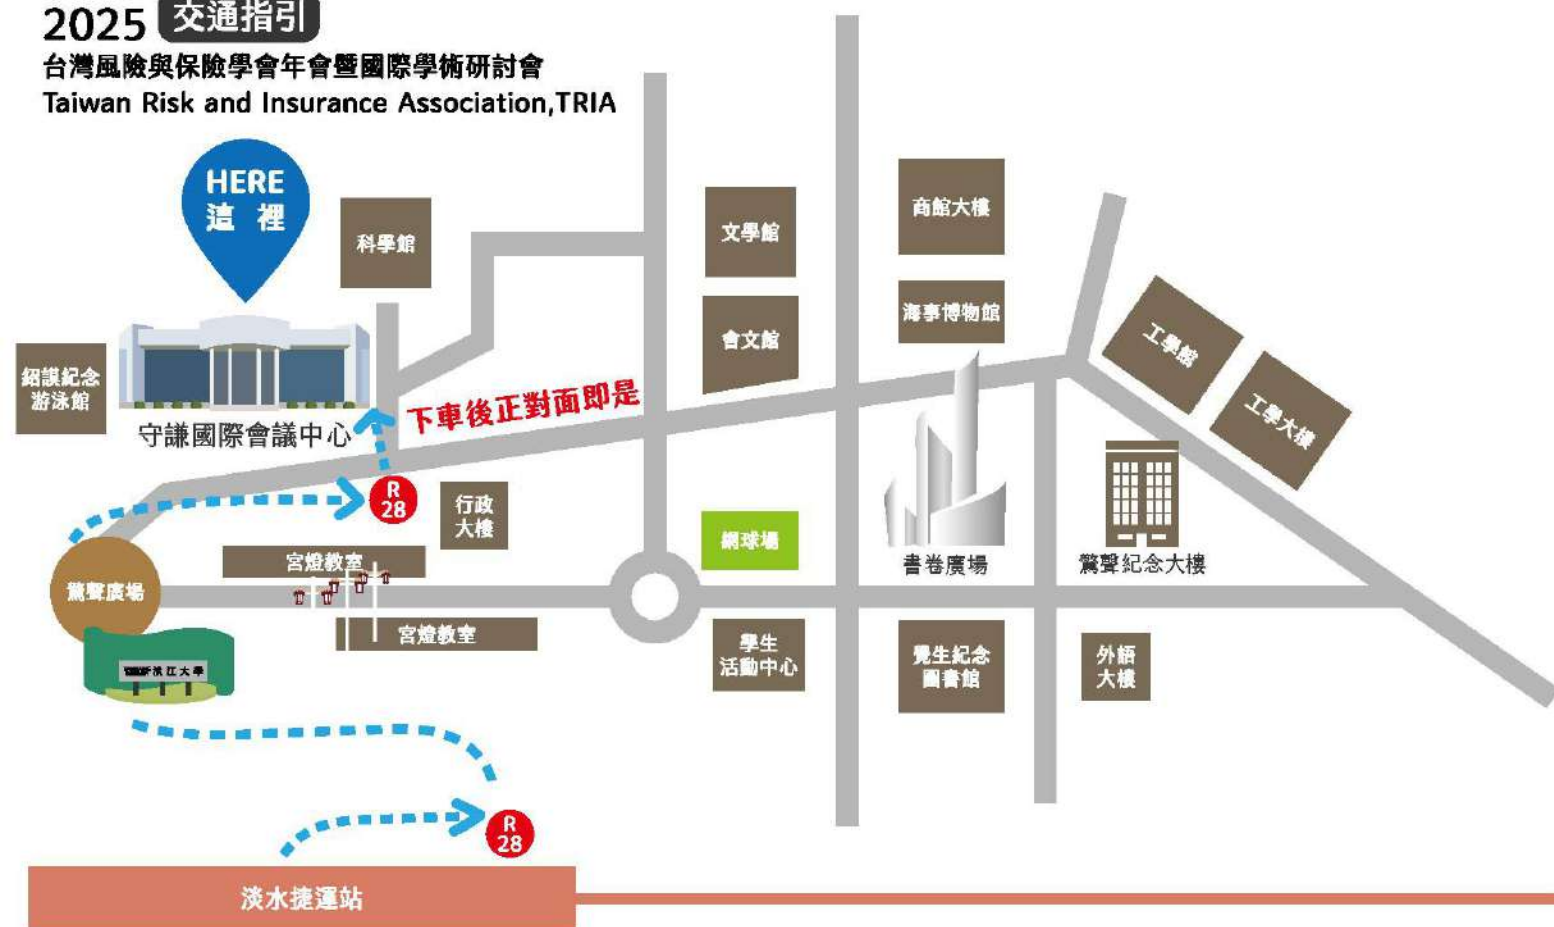 2025 交通指引
台灣風險與保險學會年會暨國際學術研討會
Taiwan Risk and Insurance Association,TRIA
HERE
這 裡
科學館
文學館
商館大樓
海事博物館
會文館
工學館
工學大樓
紹謨紀念
游泳館
守謙國際會議中心
下車後正對面即是
R
28
行政
大樓
網球場
書卷廣場
驚聲紀念大樓
宮燈教室
驚聲廣場
宮燈教室
學生
活動中心
覺生紀念
圖書館
外語
大樓
淡江大學
R
28
淡水捷運站